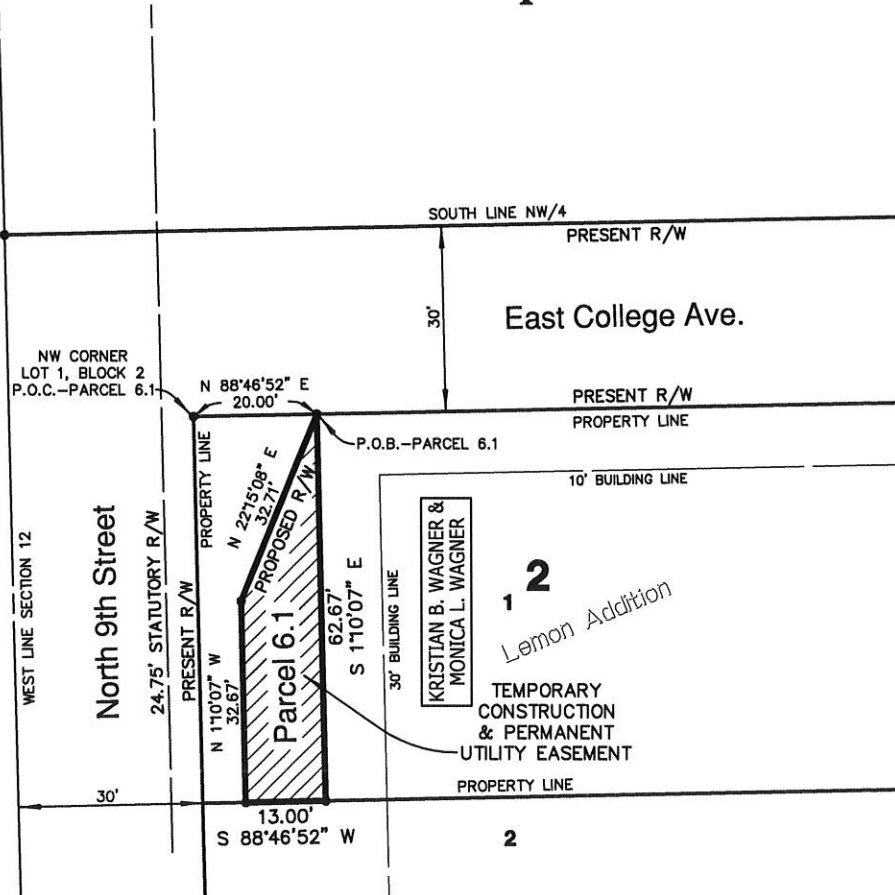 SOUTH LINE NW/4
PRESENT R/W
30'
East College Ave.
NW CORNER
LOT 1, BLOCK 2
P.O.C.-PARCEL 6.1
N 88°46'52" E
20.00'
PRESENT R/W
PROPERTY LINE
P.O.B.-PARCEL 6.1
10' BUILDING LINE
WEST LINE SECTION 12
North 9th Street
24.75' STATUTORY R/W
PRESENT R/W
PROPERTY LINE
N 22°15'08" E
32.71'
PROPOSED R/W
N 1°10'07" W
32.67'
Parcel 6.1
62.67'
S 1°10'07" E
30' BUILDING LINE
KRISTIAN B. WAGNER &
MONICA L. WAGNER
1
2
Lemon Addition
TEMPORARY
CONSTRUCTION
& PERMANENT
UTILITY EASEMENT
30'
PROPERTY LINE
13.00'
S 88°46'52" W
2